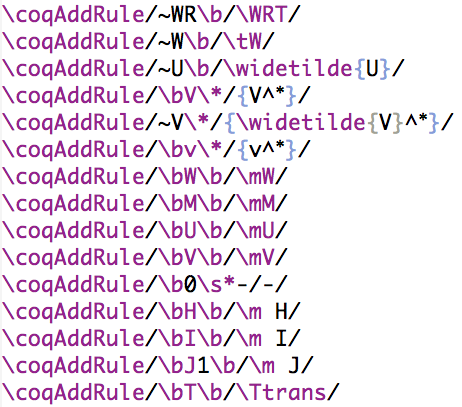 \coqAddRule/~WR\b/\WRT/
\coqAddRule/~W\b/\tW/
\coqAddRule/~U\b/\widetilde{U}/
\coqAddRule/\bV\*/{V^*}/
\coqAddRule/~V\*/{\widetilde{V}^*}/
\coqAddRule/\bv\*/{v^*}/
\coqAddRule/\bW\b/\mW/
\coqAddRule/\bM\b/\mM/
\coqAddRule/\bU\b/\mU/
\coqAddRule/\bV\b/\mV/
\coqAddRule/\b0\s*-/-/
\coqAddRule/\bH\b/\m H/
\coqAddRule/\bI\b/\m I/
\coqAddRule/\bJ1\b/\m J/
\coqAddRule/\bT\b/\Ttrans/